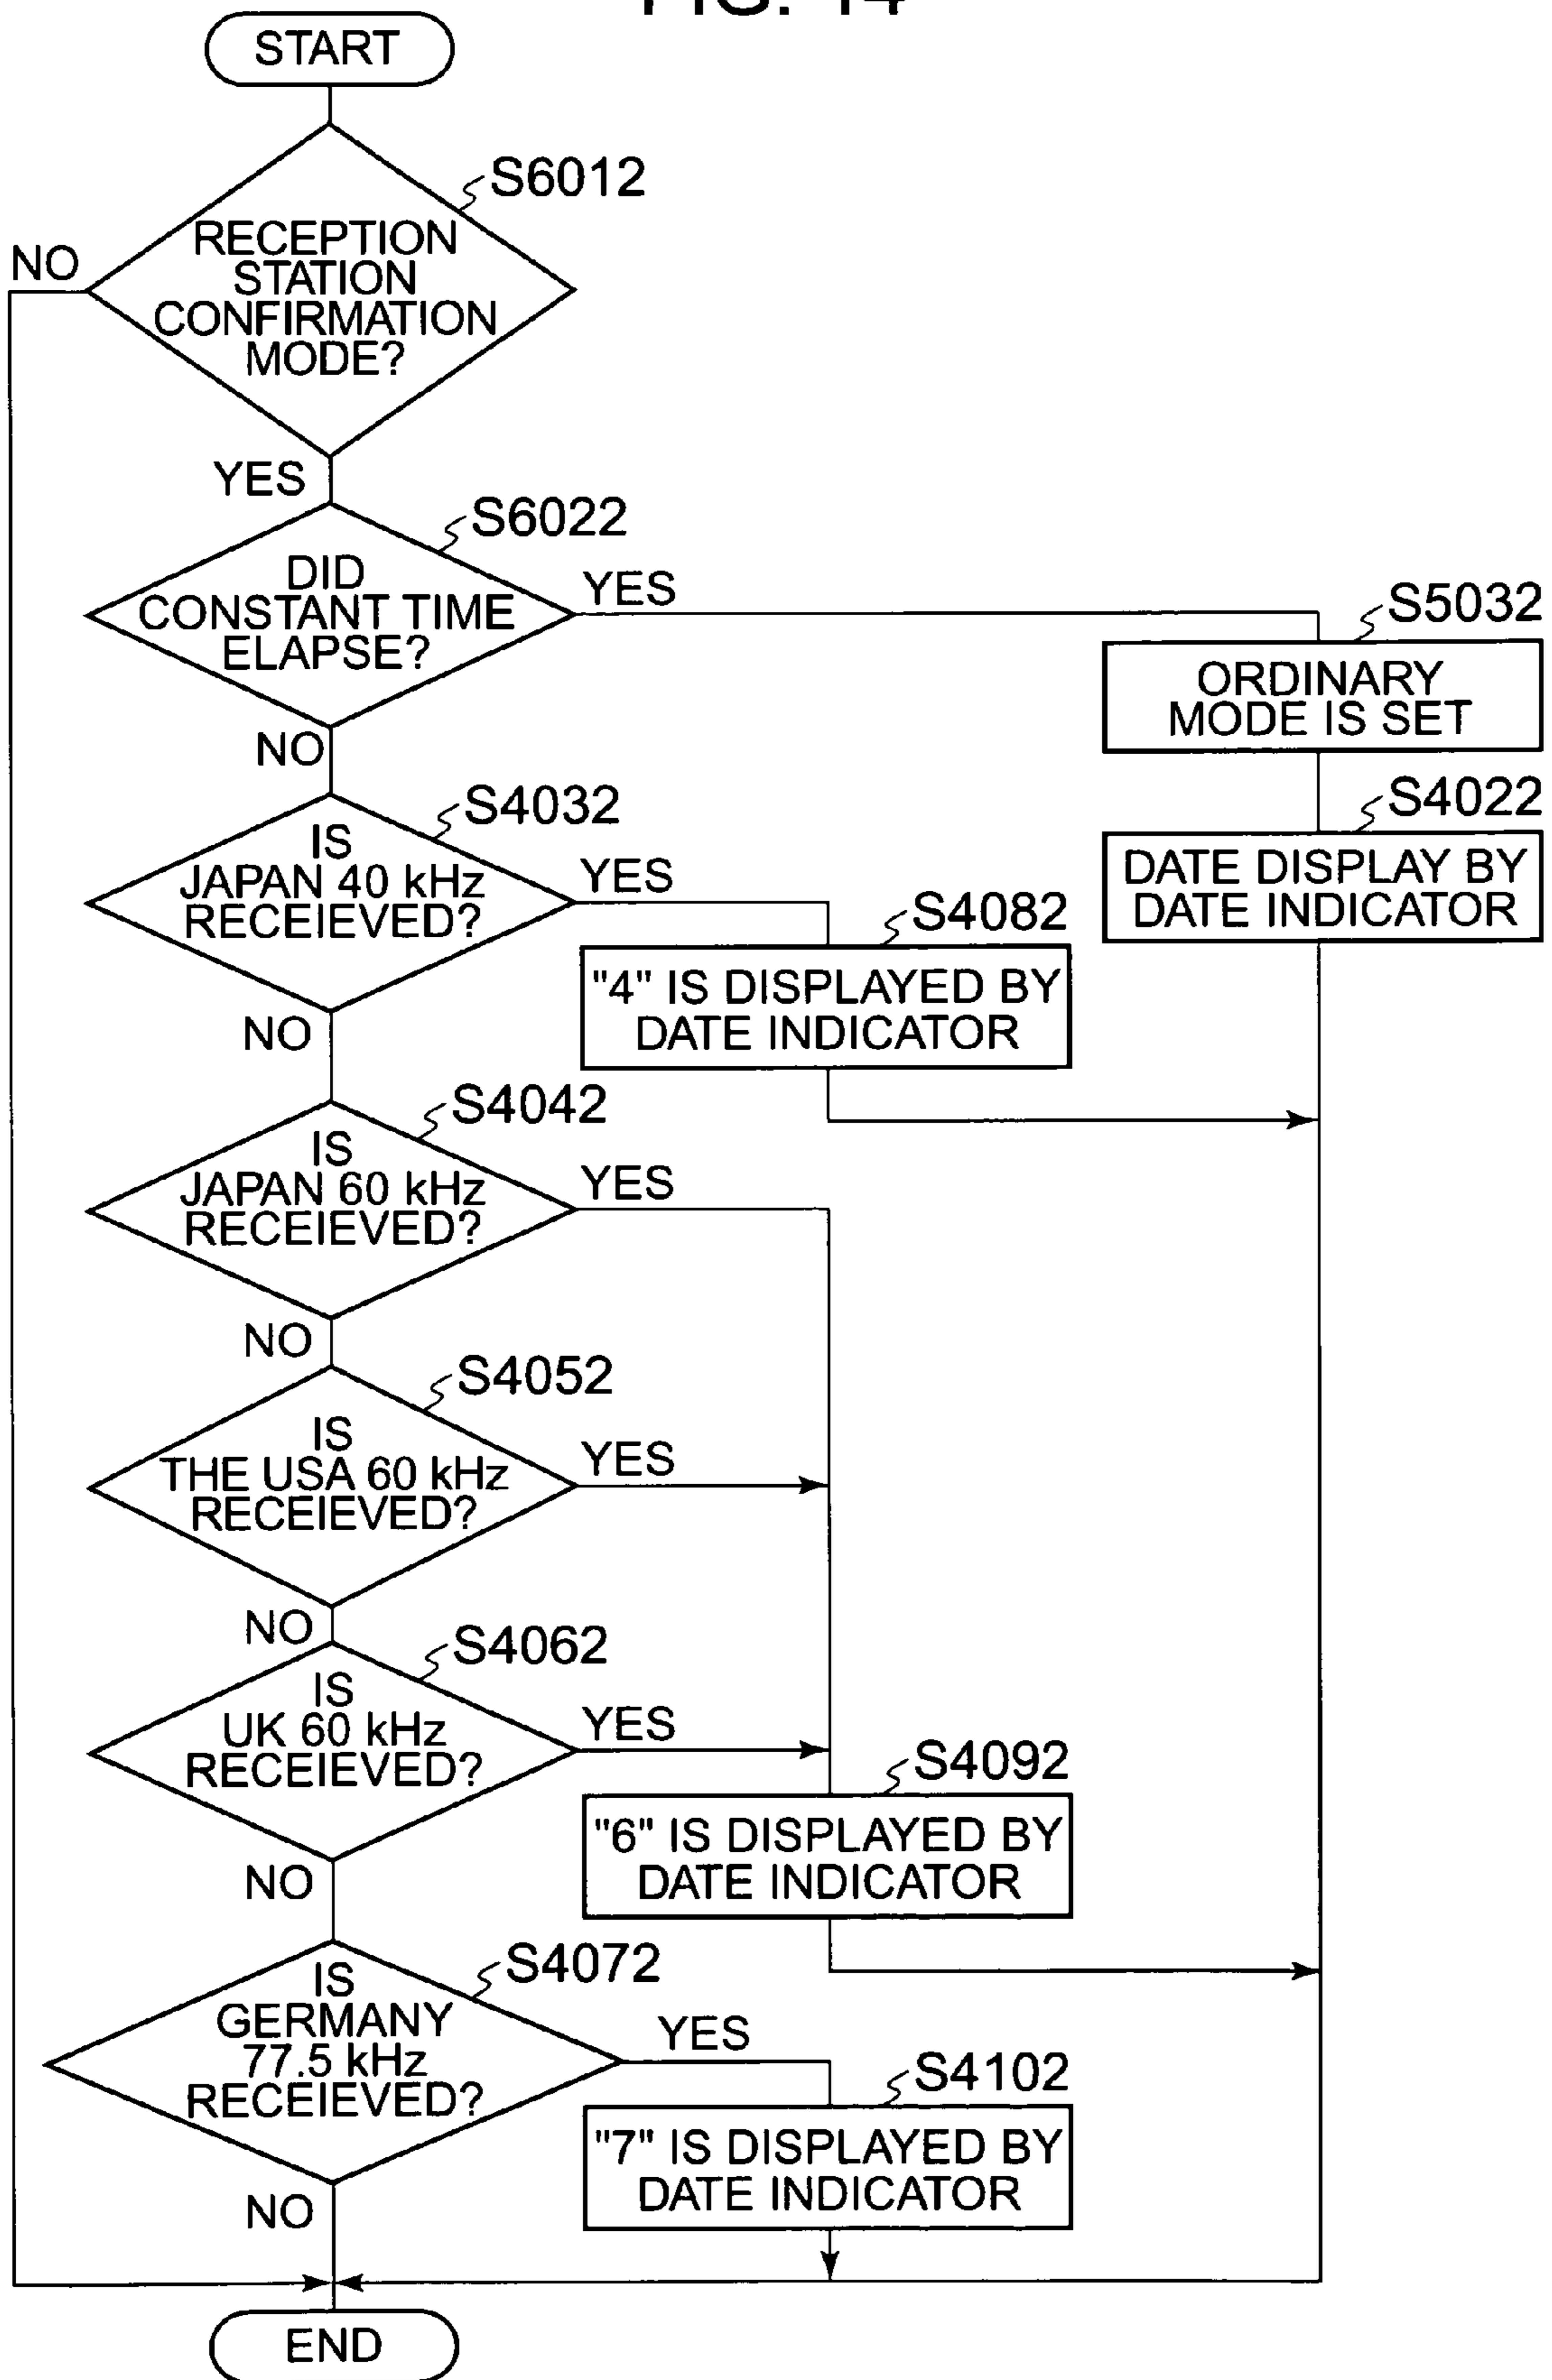 FIG. 14
START
S6012
RECEPTION
STATION
CONFIRMATION
MODE?
NO
YES
S6022
DID
CONSTANT TIME
ELAPSE?
YES
NO
S5032
ORDINARY
MODE IS SET
S4022
DATE DISPLAY BY
DATE INDICATOR
S4032
IS
JAPAN 40 kHz
RECEIEVED?
YES
NO
S4082
"4" IS DISPLAYED BY
DATE INDICATOR
S4042
IS
JAPAN 60 kHz
RECEIEVED?
YES
NO
S4052
IS
THE USA 60 kHz
RECEIEVED?
YES
NO
S4062
IS
UK 60 kHz
RECEIEVED?
YES
NO
S4092
"6" IS DISPLAYED BY
DATE INDICATOR
S4072
IS
GERMANY
77.5 kHz
RECEIEVED?
YES
NO
S4102
"7" IS DISPLAYED BY
DATE INDICATOR
END